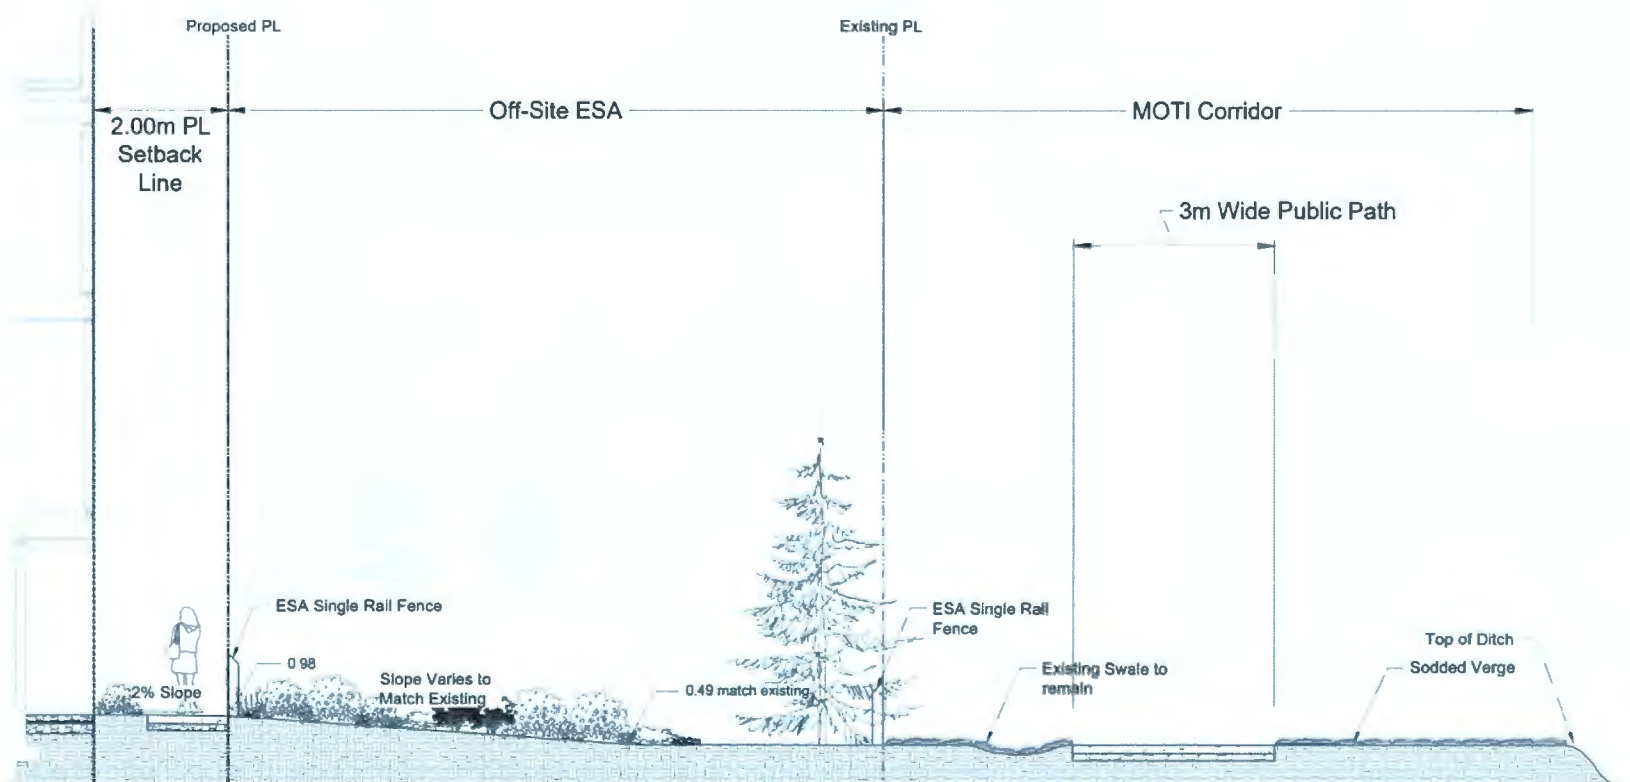 Proposed PL
Existing PL
Off-Site ESA
MOTI Corridor
2.00m PL
Setback
Line
3m Wide Public Path
ESA Single Rail Fence
ESA Single Rail
Fence
0.98
2% Slope
Slope Varies to
Match Existing
0.49 match existing
Existing Swale to
remain
Top of Ditch
Sodded Verge